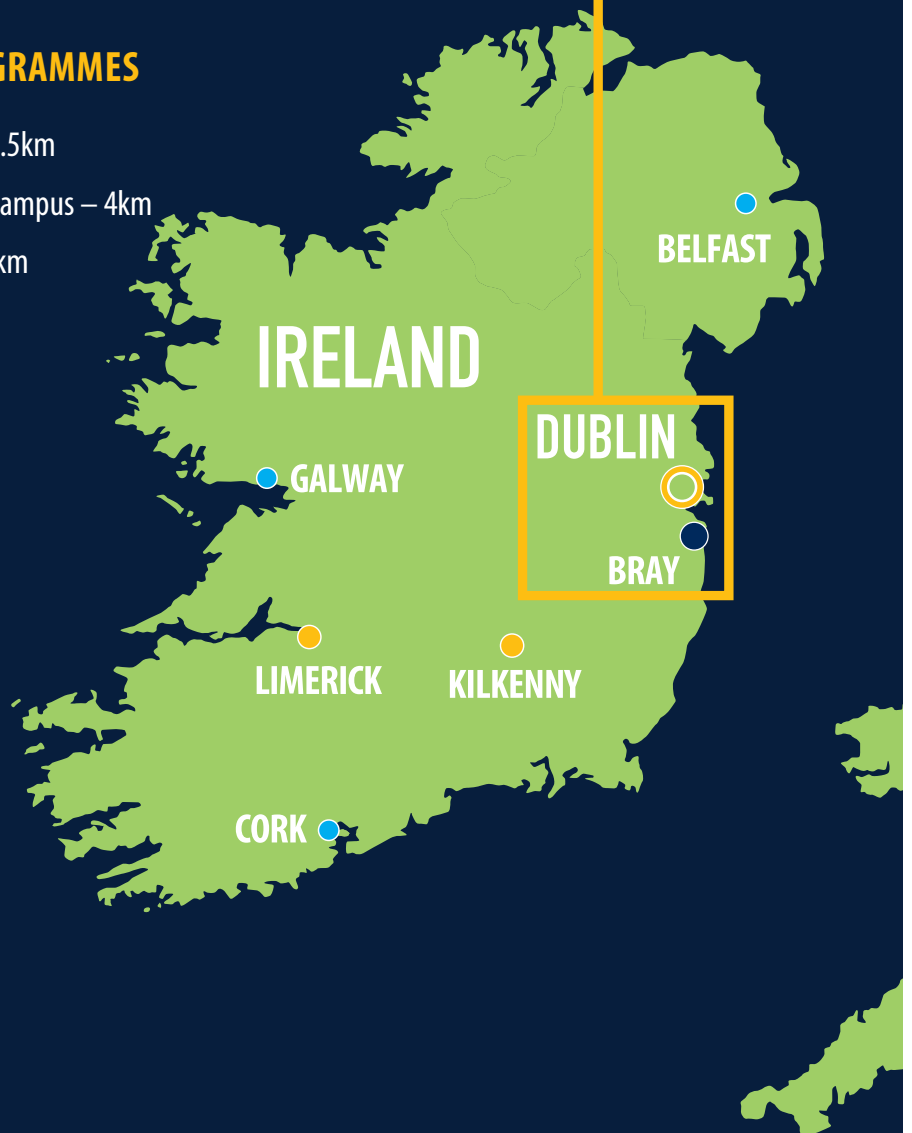 GRAMMES
.5km
ampus – 4km
km
BELFAST
IRELAND
DUBLIN
GALWAY
BRAY
LIMERICK
KILKENNY
CORK